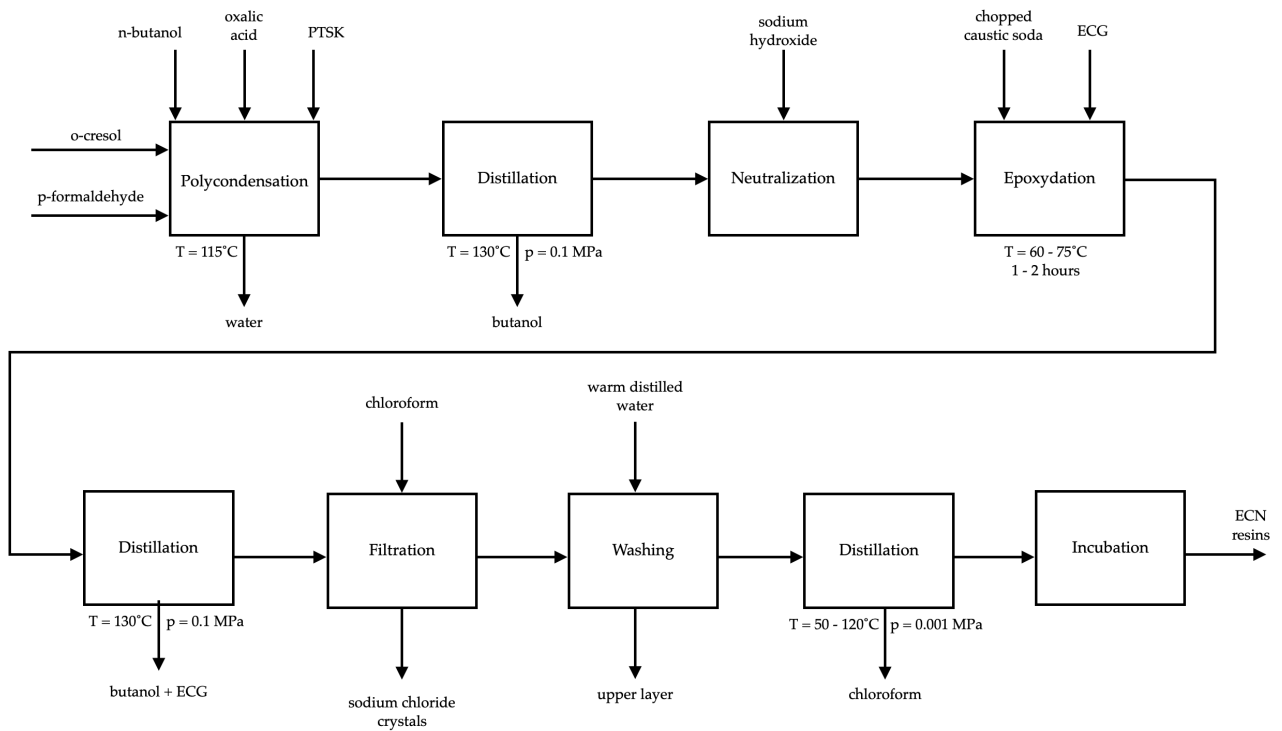 n-butanol
oxalic
acid
PTSK
sodium
hydroxide
chopped
caustic soda
ECG
o-cresol
p-formaldehyde
Polycondensation
Distillation
Neutralization
Epoxydation
T = 115˚C
T = 130˚C
p = 0.1 MPa
T = 60 - 75˚C
1 - 2 hours
water
butanol
chloroform
warm distilled
water
Distillation
Filtration
Washing
Distillation
Incubation
ECN
resins
T = 130˚C
p = 0.1 MPa
T = 50 - 120˚C
p = 0.001 MPa
butanol + ECG
sodium chloride
crystals
upper layer
chloroform